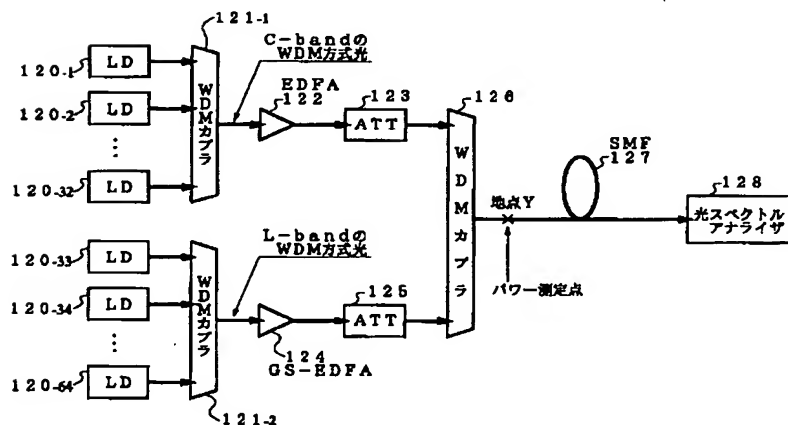 121-1
C-bandの
WDM方式光
120-1
LD
120-2
LD
⋮
120-32
LD
WDMカプラ
EDFA
122
123
ATT
126
WDMカプラ
SMF
127
地点Y
パワー測定点
128
光スペクトル
アナライザ
L-bandの
WDM方式光
120-33
LD
120-34
LD
⋮
120-64
LD
WDMカプラ
124
GS-EDFA
125
ATT
121-2